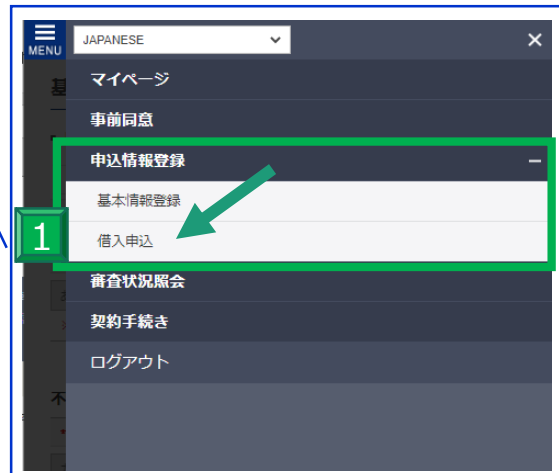 MENU
JAPANESE
マイページ
事前同意
申込情報登録
基本情報登録
借入申込
1
審査状況照会
契約手続き
ログアウト
不